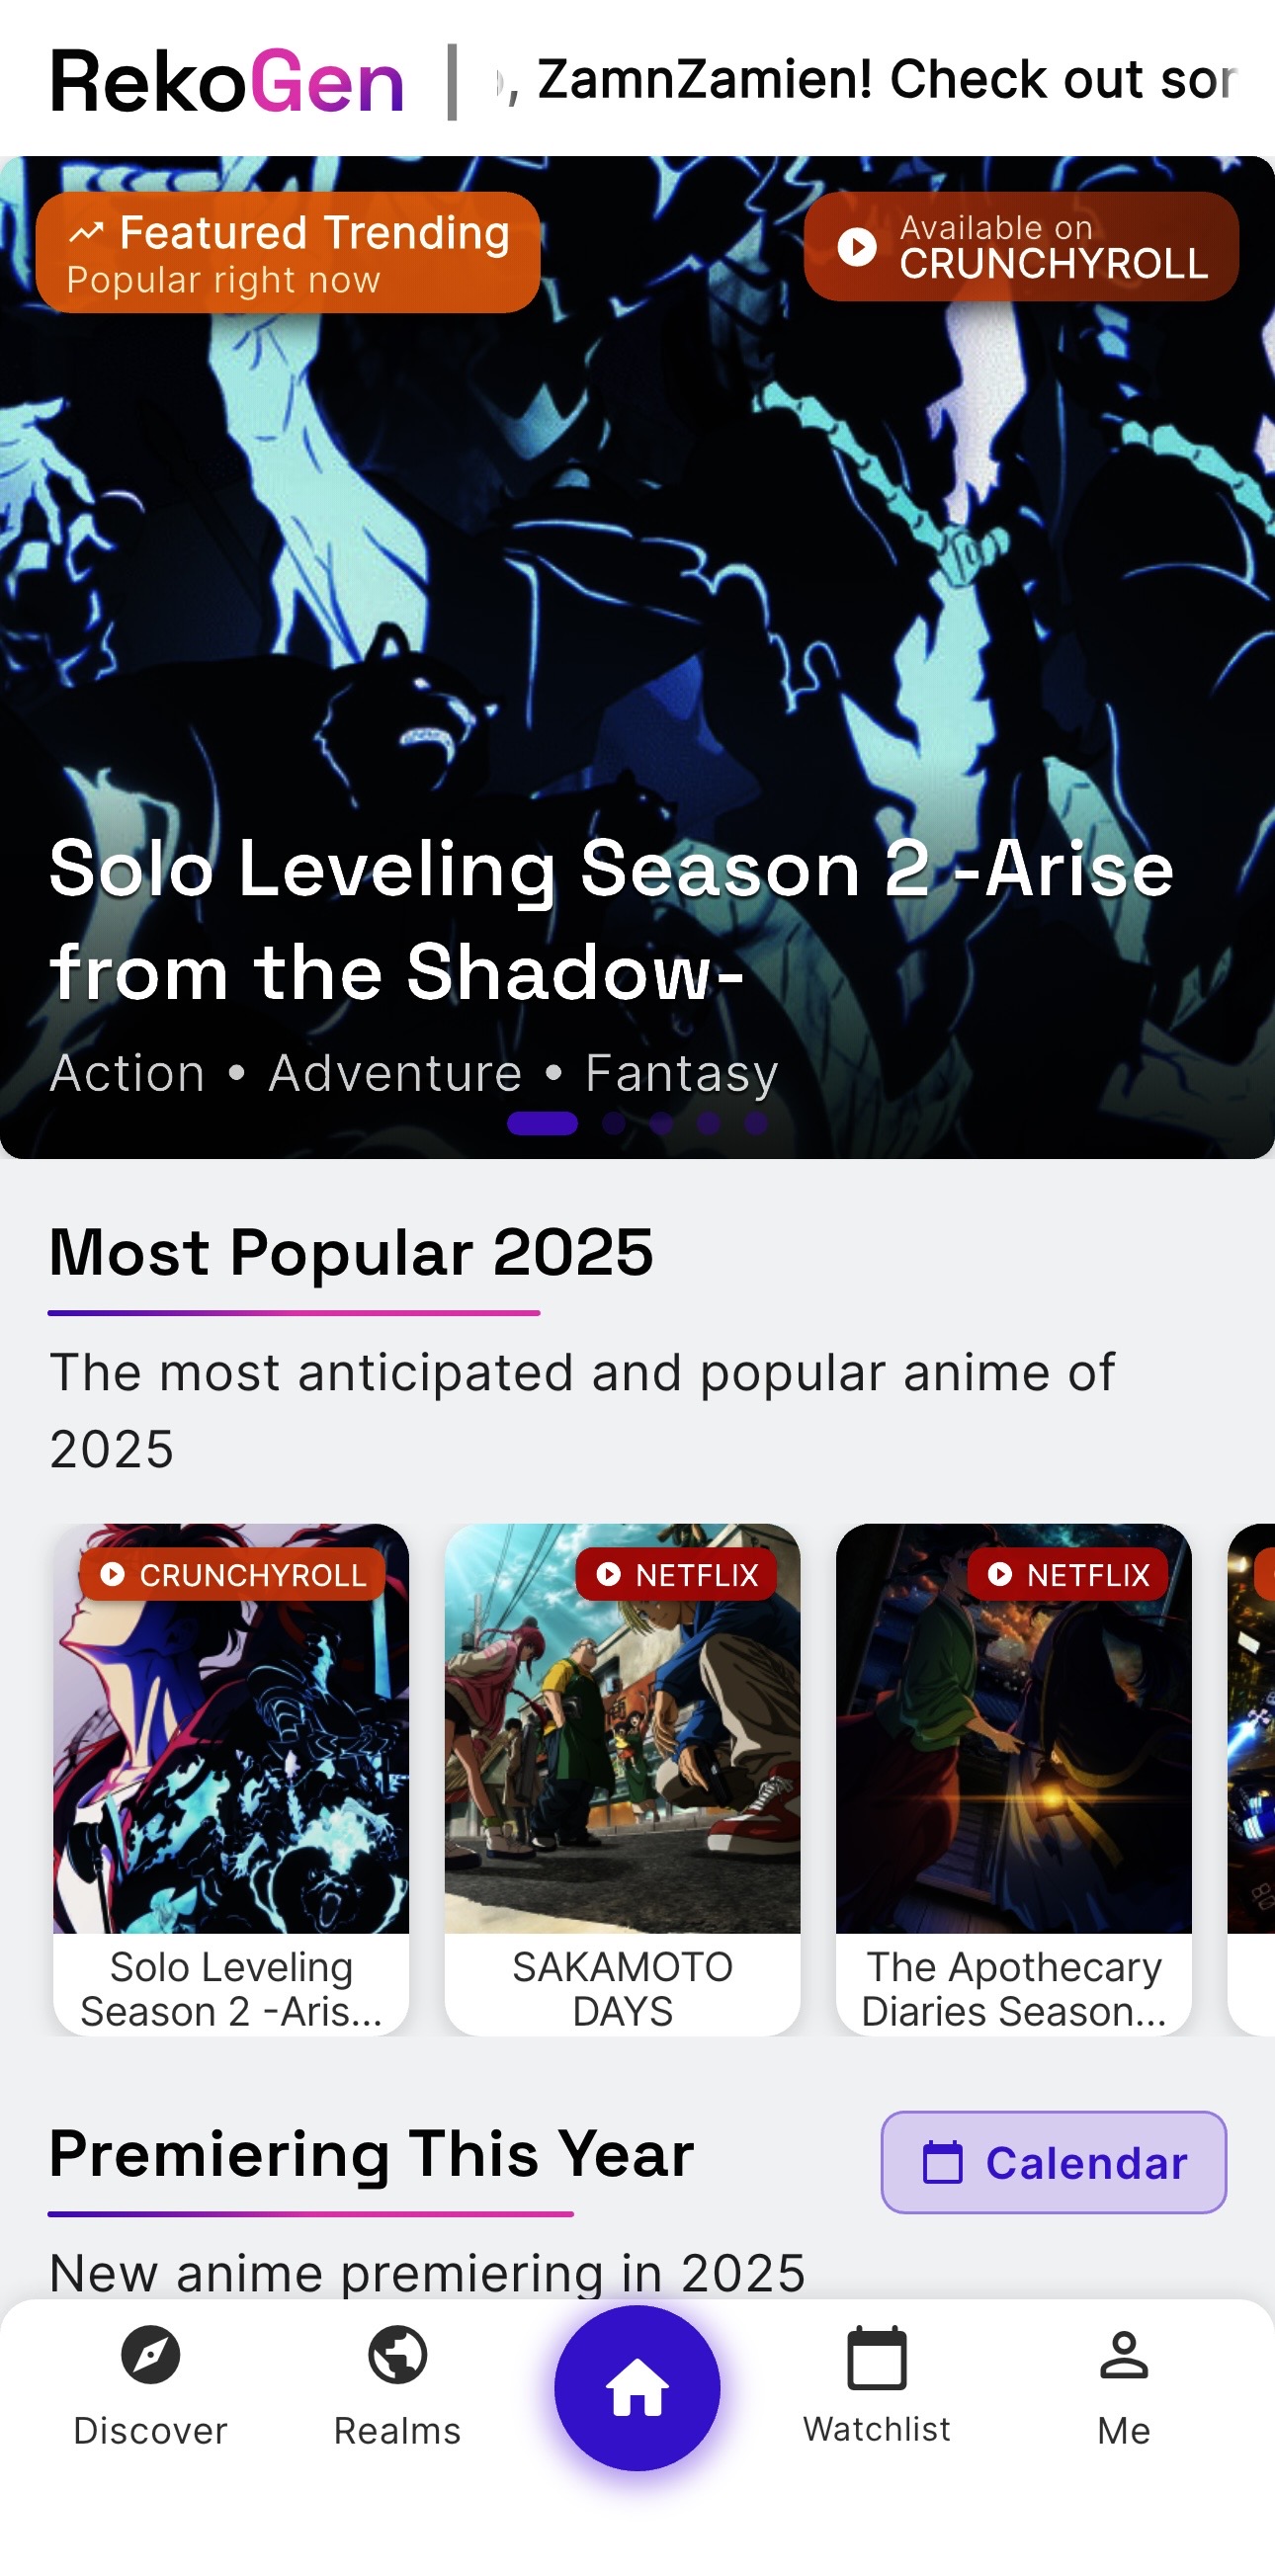 RekoGen
, ZamnZamien! Check out
Featured Trending
Popular right now
Available on
CRUNCHYROLL
Solo Leveling Season 2 -Arise
from the Shadow-
Action • Adventure • Fantasy
Most Popular 2025
The most anticipated and popular anime of
2025
CRUNCHYROLL
NETFLIX
NETFLIX
Solo Leveling
Season 2 -Aris...
SAKAMOTO
DAYS
The Apothecary
Diaries Season...
Premiering This Year
Calendar
New anime premiering in 2025
Discover
Realms
Watchlist
Me